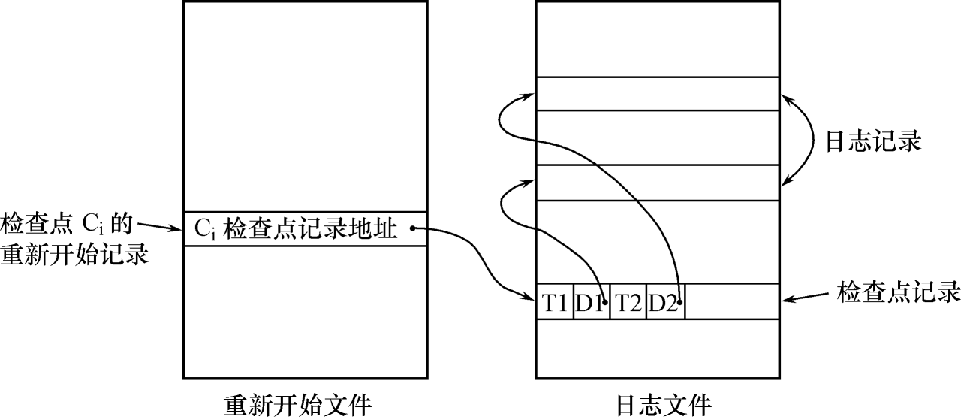 日志记录
检查点 Ci 的
重新开始记录
Ci 检查点记录地址
T1 D1 T2 D2
检查点记录
重新开始文件
日志文件